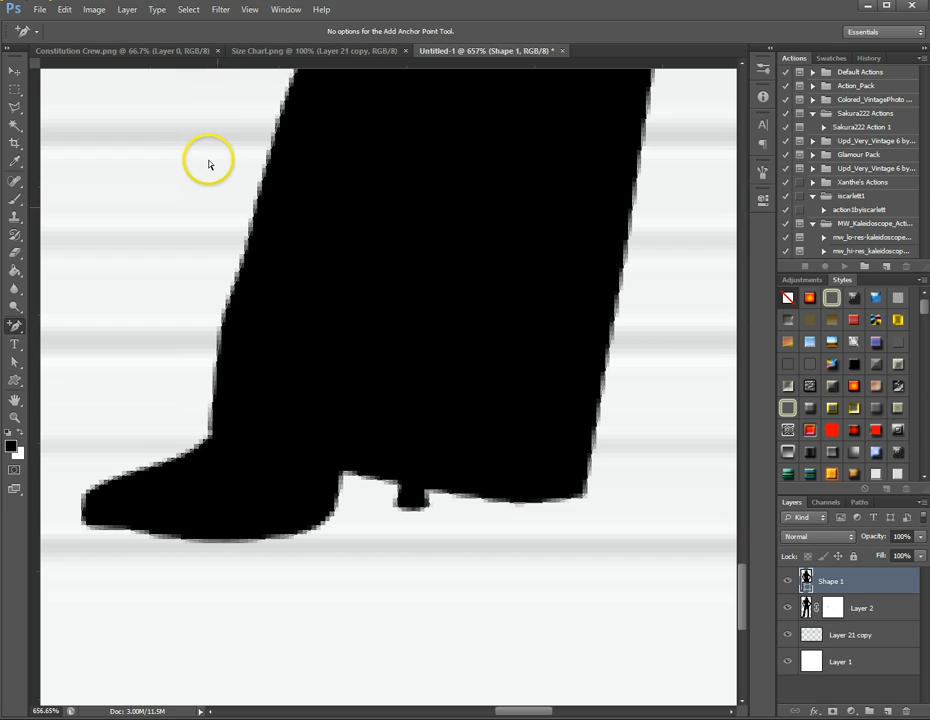 Ps File Edit Image Layer Type Select Filter View Window Help
No options for the Add Anchor Point Tool.
Essentials
Constitution Crew.png @ 66.7% (Layer 0, RGB/8) ×
Size Chart.png @ 100% (Layer 21 copy, RGB/8) ×
Untitled-1 @ 657% (Shape 1, RGB/8) * ×
Actions Swatches History
Default Actions
Action_Pack
Colored_VintagePhoto ...
Sakura222 Actions
Sakura222 Action 1
Upd_Very_Vintage 6 by...
Glamour Pack
Upd_Very_Vintage 6 by...
Xanthe's Actions
iscarlett1
action1byiscarlett
MW_Kaleidoscope_Acti...
mw_lo-res-kaleidoscope...
mw_hi-res_kaleidoscop...
Adjustments Styles
Layers Channels Paths
Kind
Normal Opacity: 100%
Lock: Fill: 100%
Shape 1
Layer 2
Layer 21 copy
Layer 1
656.65% Doc: 3.00M/11.5M